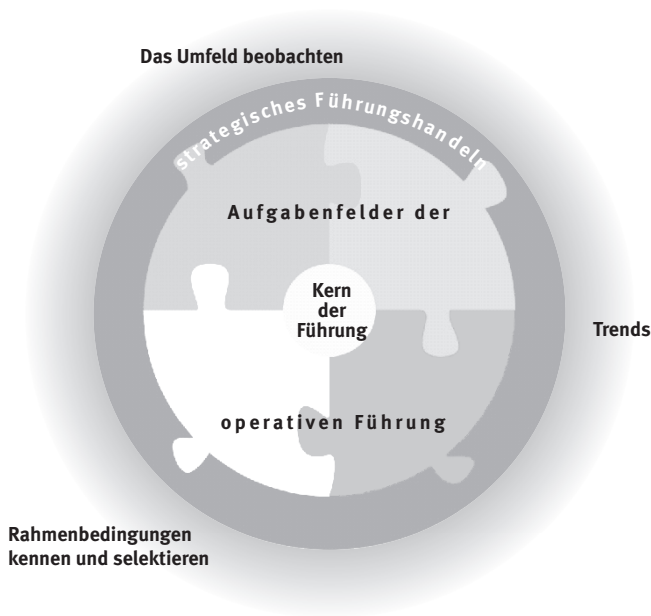 Das Umfeld beobachten
strategisches Führungshandeln
Aufgabenfelder der
Kern
der
Führung
Trends
operativen Führung
Rahmenbedingungen
kennen und selektieren